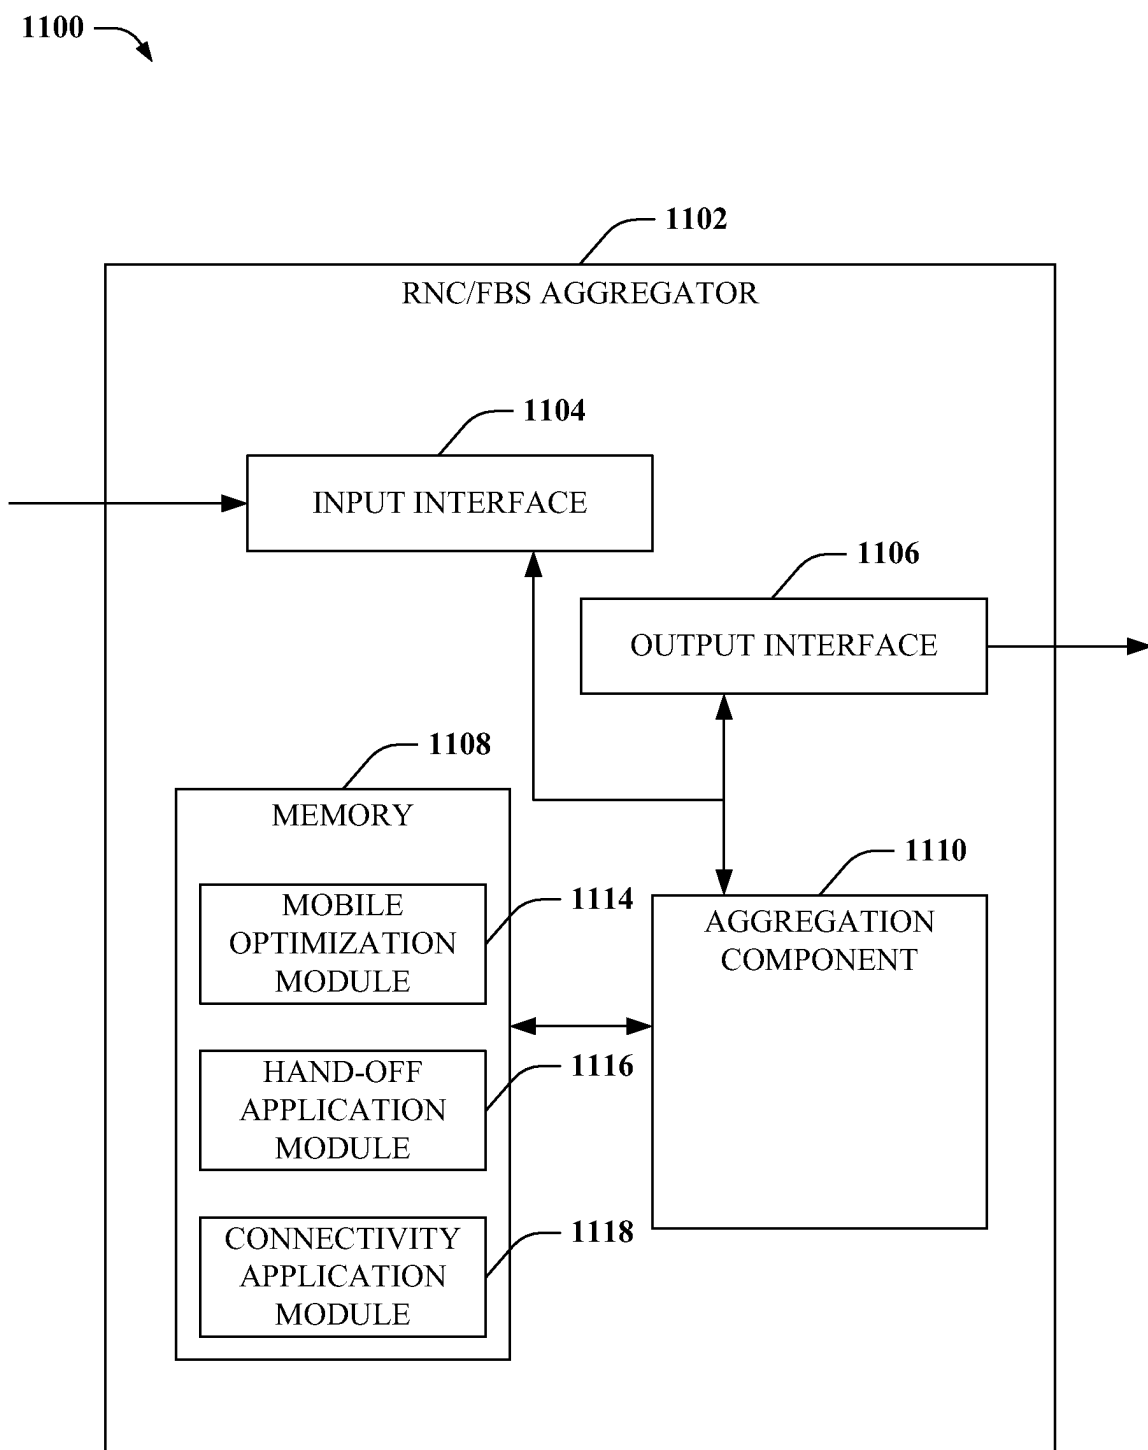 1100
1102
RNC/FBS AGGREGATOR
1104
INPUT INTERFACE
1106
OUTPUT INTERFACE
1108
MEMORY
1110
AGGREGATION
COMPONENT
1114
MOBILE
OPTIMIZATION
MODULE
1116
HAND-OFF
APPLICATION
MODULE
1118
CONNECTIVITY
APPLICATION
MODULE